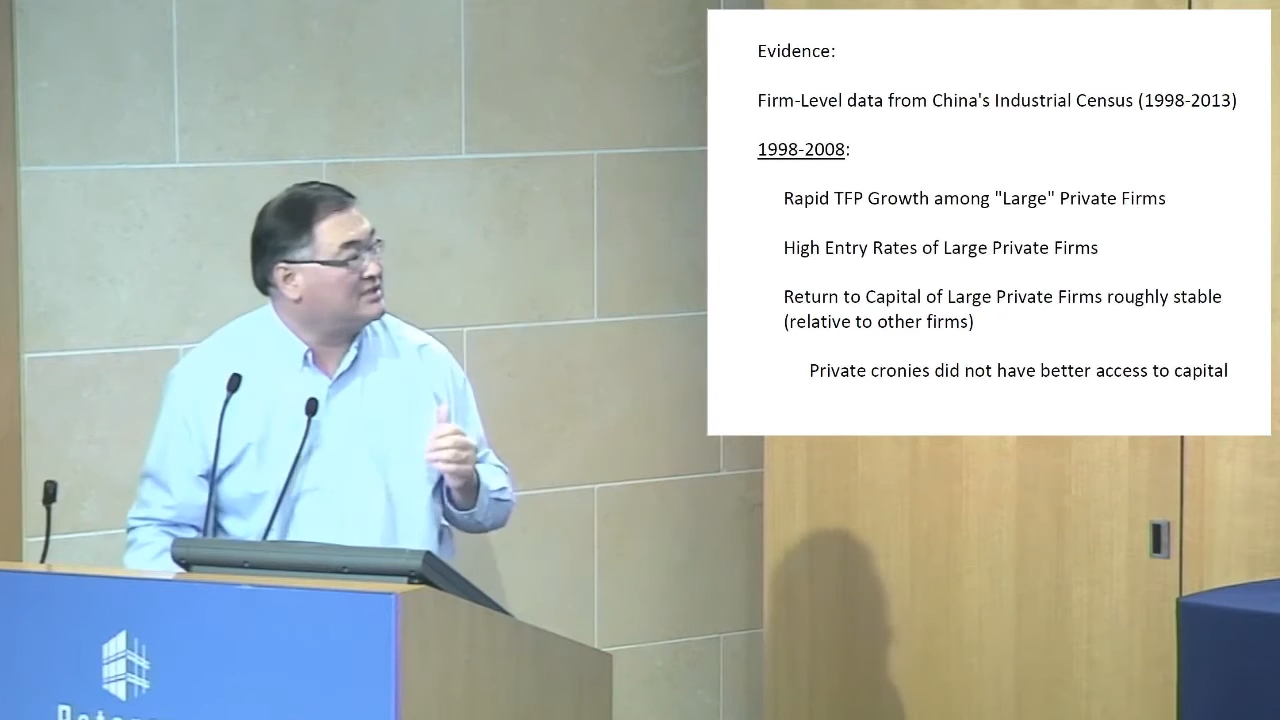 Evidence:
Firm-Level data from China's Industrial Census (1998-2013)
1998-2008:
Rapid TFP Growth among "Large" Private Firms
High Entry Rates of Large Private Firms
Return to Capital of Large Private Firms roughly stable
(relative to other firms)
Private cronies did not have better access to capital